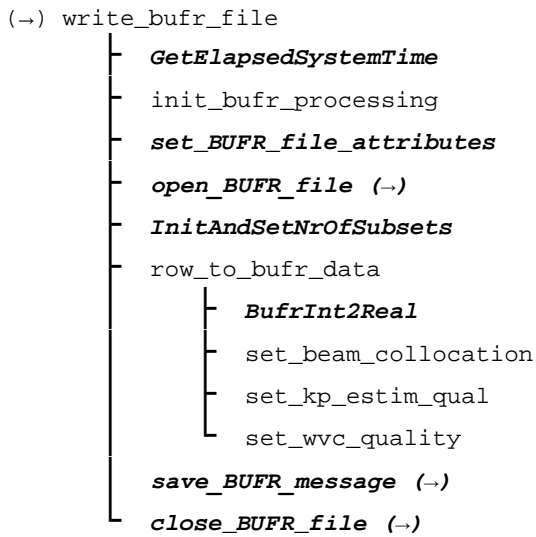 (→) write_bufr_file
GetElapsedSystemTime
init_bufr_processing
set_BUFR_file_attributes
open_BUFR_file (→)
InitAndSetNrOfSubsets
row_to_bufr_data
BufrInt2Real
set_beam_collocation
set_kp_estim_qual
set_wvc_quality
save_BUFR_message (→)
close_BUFR_file (→)